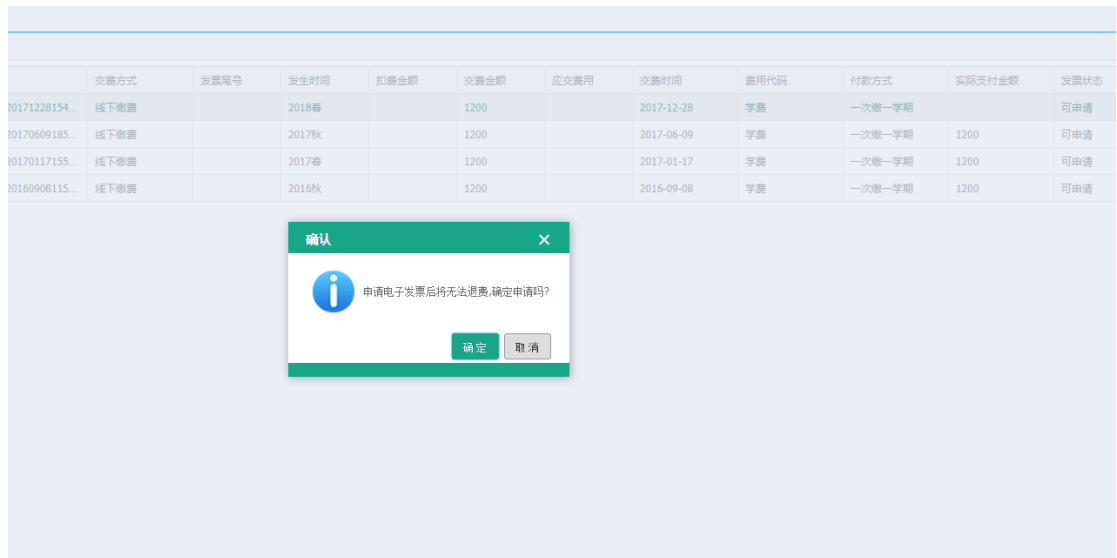 交费方式 发票尾号 发生时间 扣费金额 交费金额 应交费用 交费时间 费用代码 付款方式 实际支付金额 发票状态
20171228154... 线下缴费 2018春 1200 2017-12-28 学费 一次缴一学期 可申请
20170609185... 线下缴费 2017秋 1200 2017-06-09 学费 一次缴一学期 1200 可申请
20170117155... 线下缴费 2017春 1200 2017-01-17 学费 一次缴一学期 1200 可申请
20160908115... 线下缴费 2016秋 1200 2016-09-08 学费 一次缴一学期 1200 可申请
确认
申请电子发票后将无法退费,确定申请吗?
确定 取消